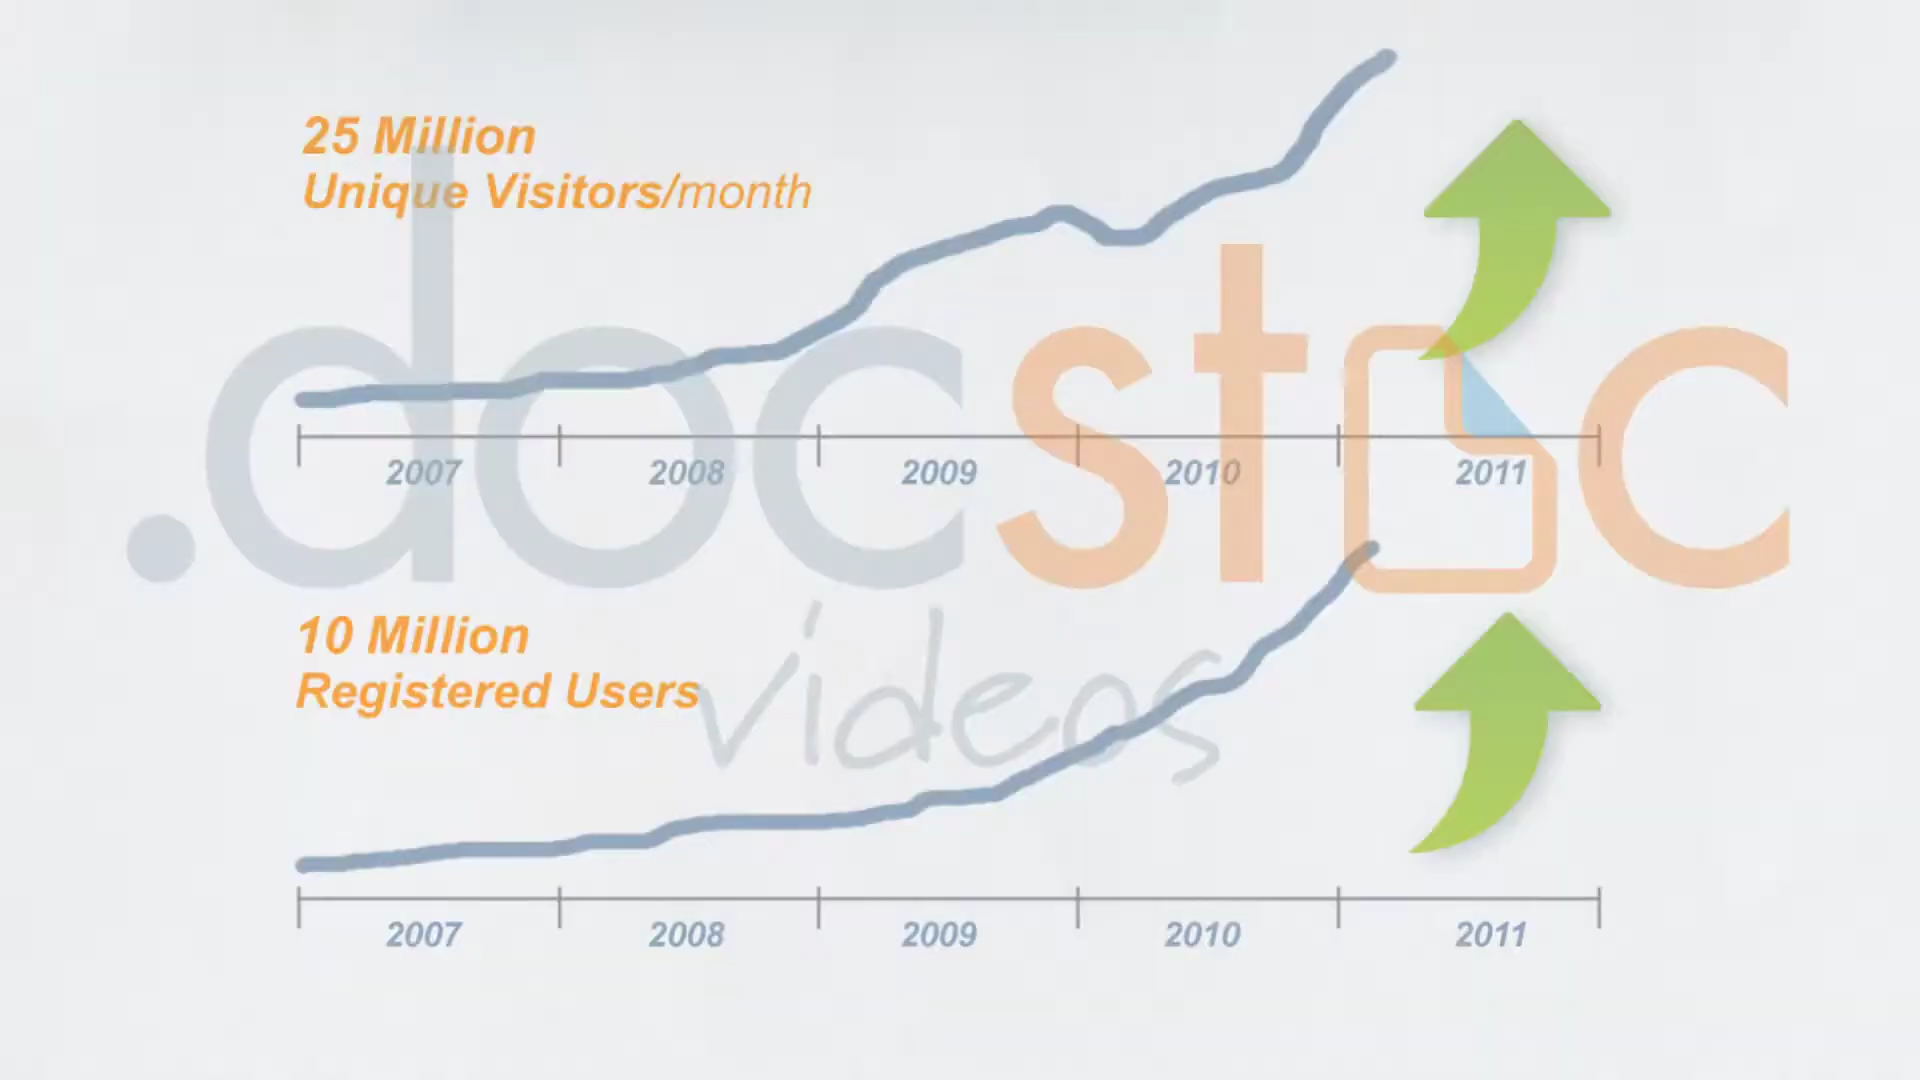 25 Million
Unique Visitors/month
2007 2008 2009 2010 2011
.docstoc
videos
10 Million
Registered Users
2007 2008 2009 2010 2011